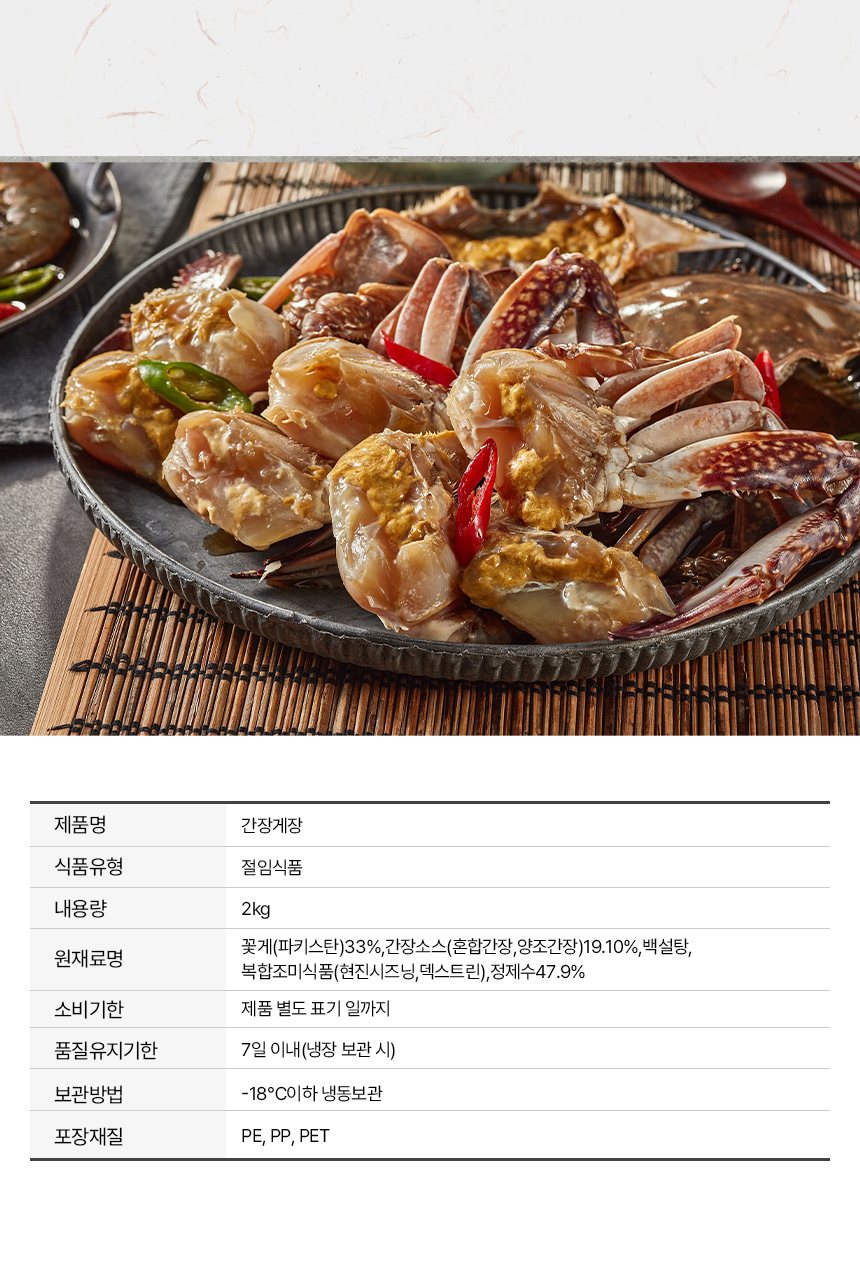 제품명 간장게장
식품유형 절임식품
내용량 2kg
원재료명 꽃게(파키스탄)33%,간장소스(혼합간장,양조간장)19.10%,백설탕,
복합조미식품(현진시즈닝,덱스트린),정제수47.9%
소비기한 제품 별도 표기 일까지
품질유지기한 7일 이내(냉장 보관 시)
보관방법 -18°C이하 냉동보관
포장재질 PE, PP, PET